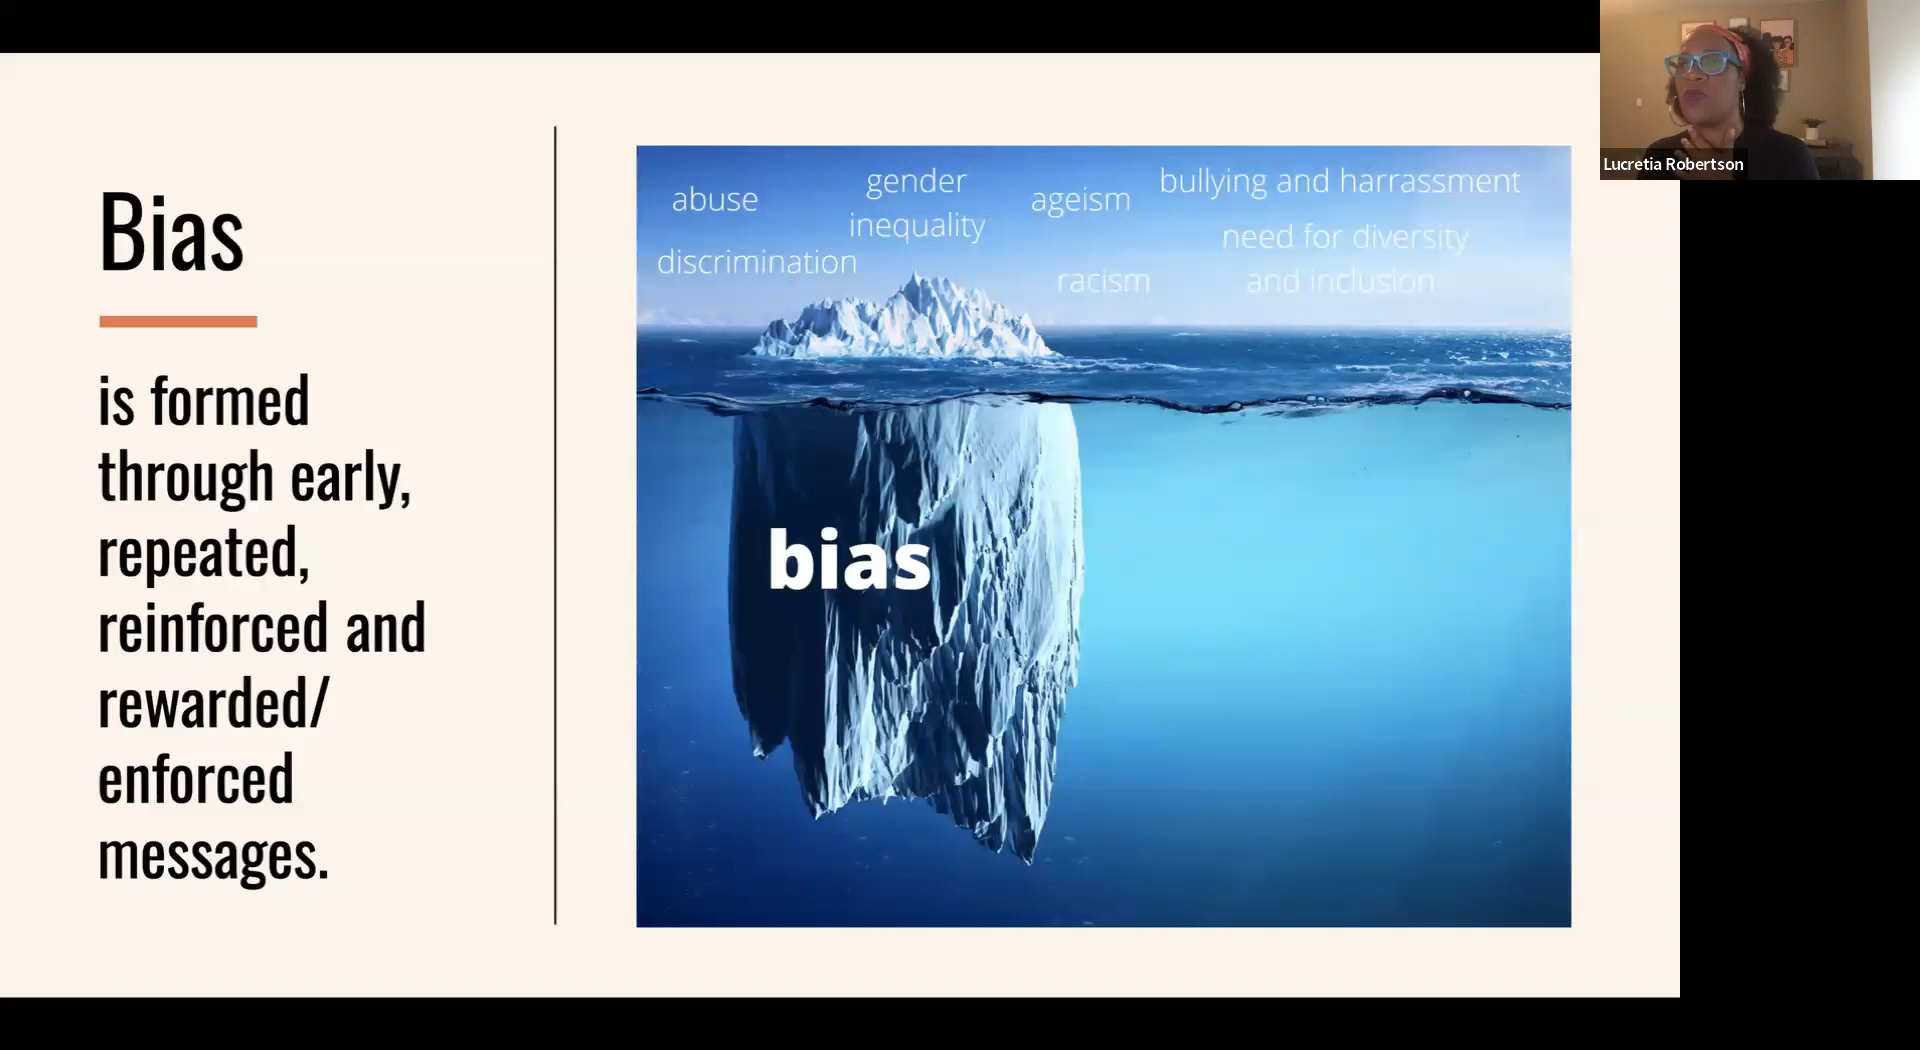 Bias
is formed
through early,
repeated,
reinforced and
rewarded/
enforced
messages.
abuse
gender
inequality
ageism
bullying and harrassment
discrimination
need for diversity
and inclusion
racism
bias
Lucretia Robertson